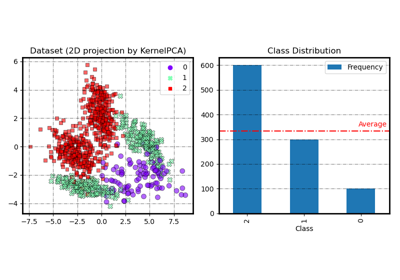 Dataset (2D projection by KernelPCA)
6
4
2
0
−2
−4
−7.5 −5.0 −2.5 0.0 2.5 5.0 7.5
0
1
2
Class Distribution
600
500
400
300
200
100
0
Frequency
Average
2 1 0
Class